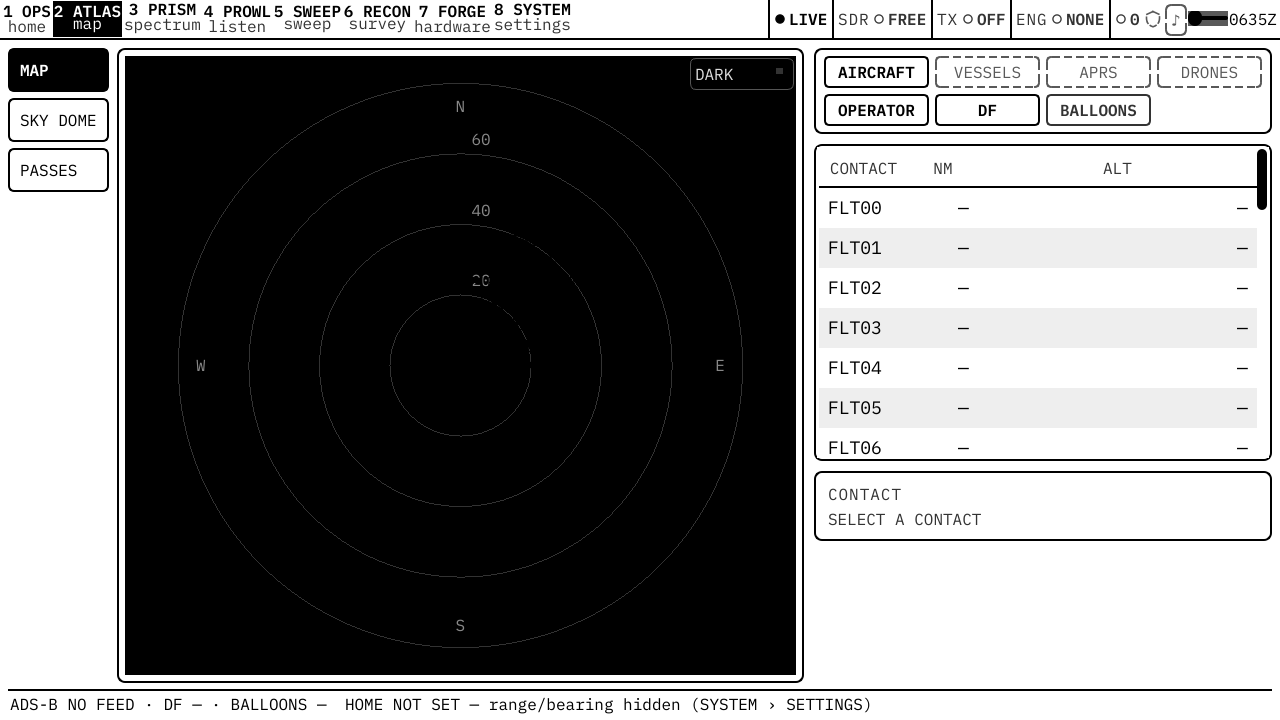 1 OPS 2 ATLAS 3 PRISM 4 PROWL 5 SWEEP 6 RECON 7 FORGE 8 SYSTEM
home map spectrum listen sweep survey hardware settings
LIVE SDR FREE TX OFF ENG NONE 0 ♪ 0635Z
MAP
SKY DOME
PASSES
DARK
N
60
40
20
W
E
S
AIRCRAFT VESSELS APRS DRONES
OPERATOR DF BALLOONS
CONTACT NM ALT
FLT00 — —
FLT01 — —
FLT02 — —
FLT03 — —
FLT04 — —
FLT05 — —
FLT06 — —
CONTACT
SELECT A CONTACT
ADS-B NO FEED · DF — · BALLOONS — HOME NOT SET — range/bearing hidden (SYSTEM › SETTINGS)